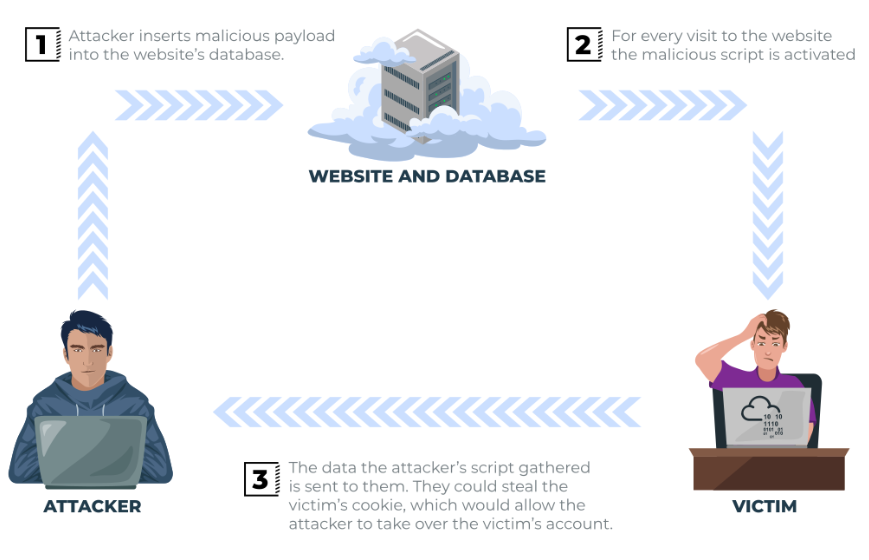 1
Attacker inserts malicious payload
into the website's database.
2
For every visit to the website
the malicious script is activated
WEBSITE AND DATABASE
10 10
1110
ATTACKER
VICTIM
3
The data the attacker's script gathered
is sent to them. They could steal the
victim's cookie, which would allow the
attacker to take over the victim's account.